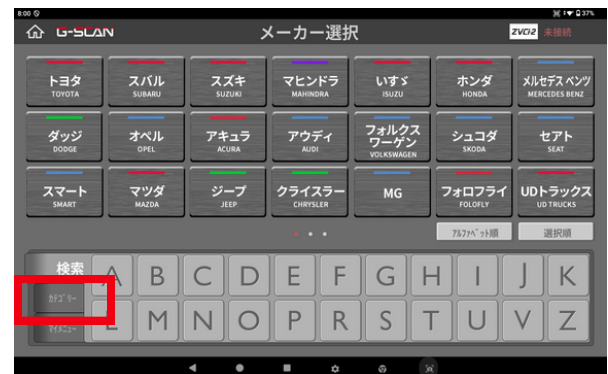 8:00
37%
G-SCAN
メーカー選択
ZVCI2 未接続
トヨタ スバル スズキ マヒンドラ いすゞ ホンダ メルセデス ベンツ
TOYOTA SUBARU SUZUKI MAHINDRA ISUZU HONDA MERCEDES BENZ
ダッジ オペル アキュラ アウディ フォルクスワーゲン シュコダ セアト
DODGE OPEL ACURA AUDI VOLKSWAGEN SKODA SEAT
スマート マツダ ジープ クライスラー MG フォロフライ UDトラックス
SMART MAZDA JEEP CHRYSLER FOLOFLY UD TRUCKS
ｱﾙﾌｧﾍﾞｯﾄ順 選択順
検索 A B C D E F G H I J K
ｶﾃｺﾞﾘｰ
ﾏｲﾒﾆｭｰ L M N O P R S T U V Z